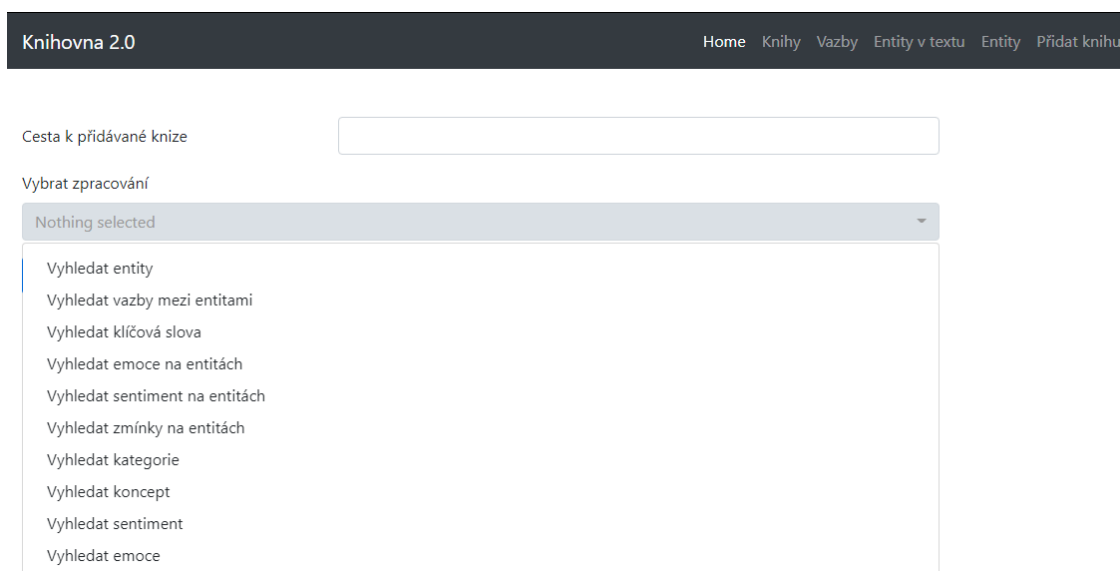 Knihovna 2.0 Home Knihy Vazby Entity v textu Entity Přidat knihu
Cesta k přidávané knize
Vybrat zpracování
Nothing selected
Vyhledat entity
Vyhledat vazby mezi entitami
Vyhledat klíčová slova
Vyhledat emoce na entitách
Vyhledat sentiment na entitách
Vyhledat zmínky na entitách
Vyhledat kategorie
Vyhledat koncept
Vyhledat sentiment
Vyhledat emoce